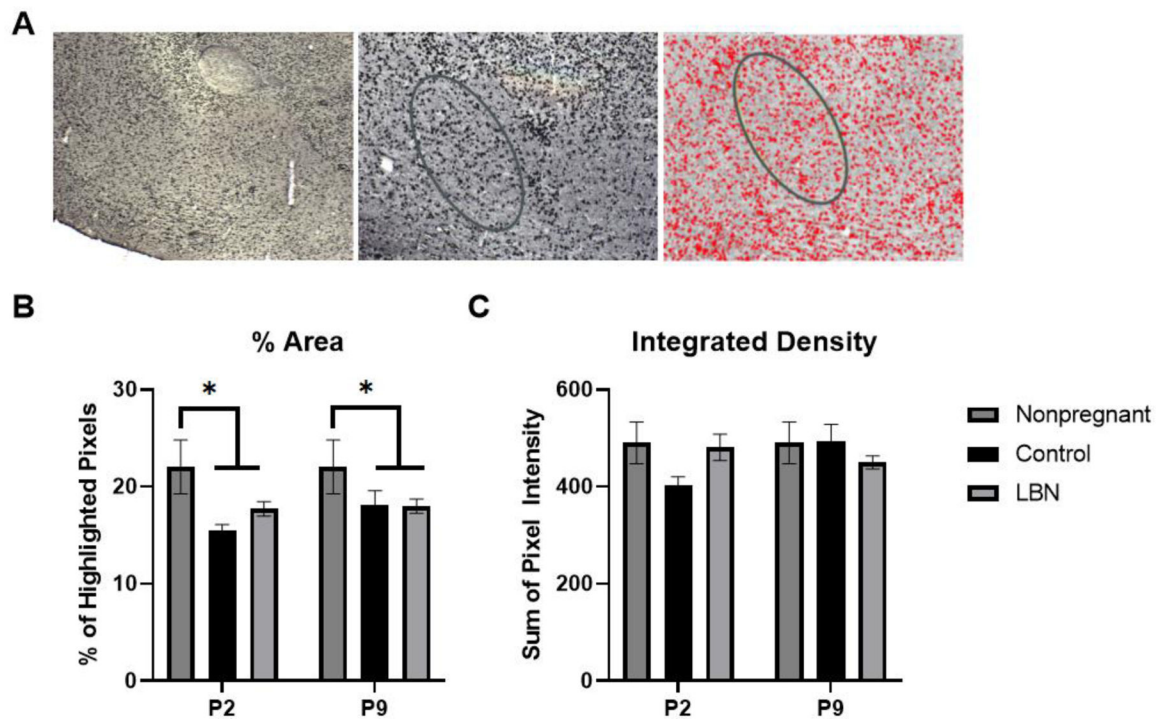 A
B
% Area
% of Highlighted Pixels
30
20
10
0
*
*
P2
P9
C
Integrated Density
Sum of Pixel Intensity
600
400
200
0
P2
P9
Nonpregnant
Control
LBN